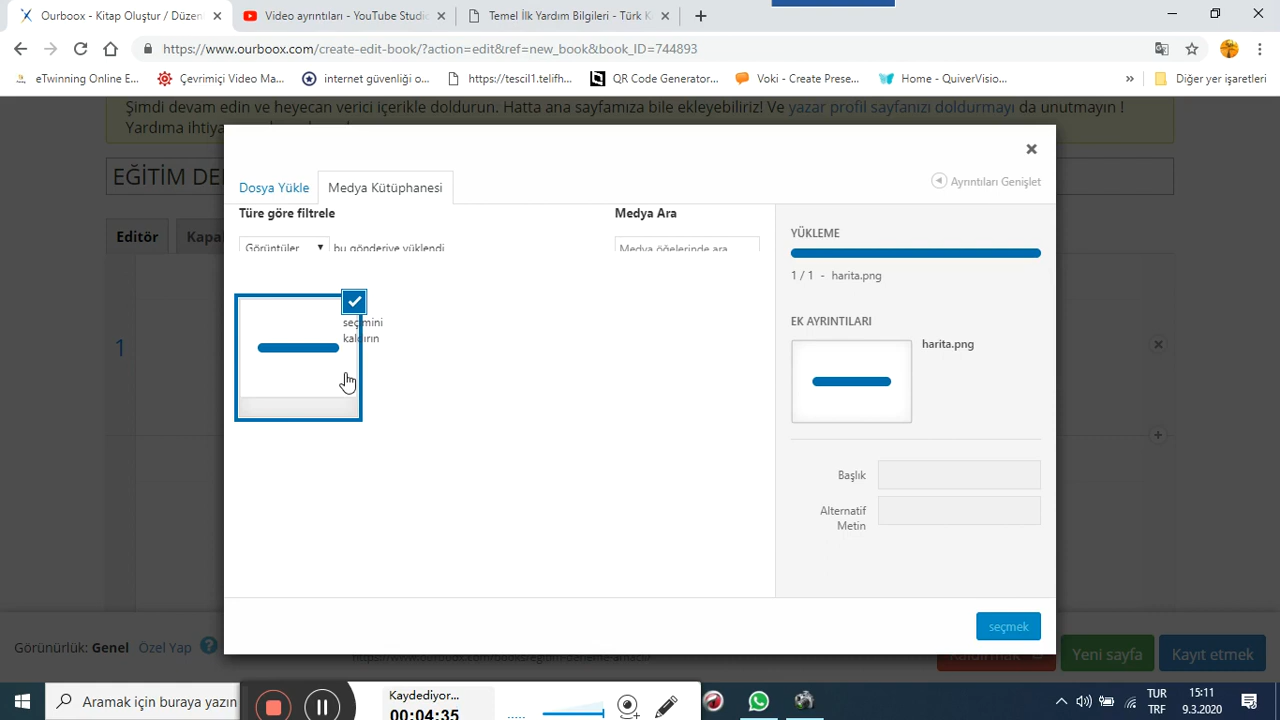 Ourboox - Kitap Oluştur / Düzen
Video ayrıntıları - YouTube Stud
Temel İlk Yardım Bilgileri - Türk K
https://www.ourboox.com/create-edit-book/?action=edit&ref=new_book&book_ID=744893
eTwinning Online E...
Çevrimiçi Video Ma...
internet güvenliği o...
https://tescil1.telifh...
QR Code Generator...
Voki - Create Prese...
Home - QuiverVisio...
»
Diğer yer işaretleri
Şimdi devam edin ve heyecan verici içerikle doldurun. Hatta ana sayfamıza bile ekleyebiliriz! Ve yazar profil sayfanızı doldurmayı da unutmayın !
EĞİTİM DE
Dosya Yükle
Medya Kütüphanesi
Ayrıntıları Genişlet
Türe göre filtrele
Medya Ara
Görüntüler
bu gönderiye yüklendi
Medya öğelerinde ara
YÜKLEME
1 / 1 - harita.png
Editör
Kapa
seçimini
kaldırın
EK AYRINTILARI
harita.png
1
Başlık
Alternatif
Metin
seçmek
Görünürlük: Genel
Özel Yap
?
Kaldırmak
Yeni sayfa
Kayıt etmek
Aramak için buraya yazın
Kaydediyor...
00:04:35
TUR
TRF
15:11
9.3.2020